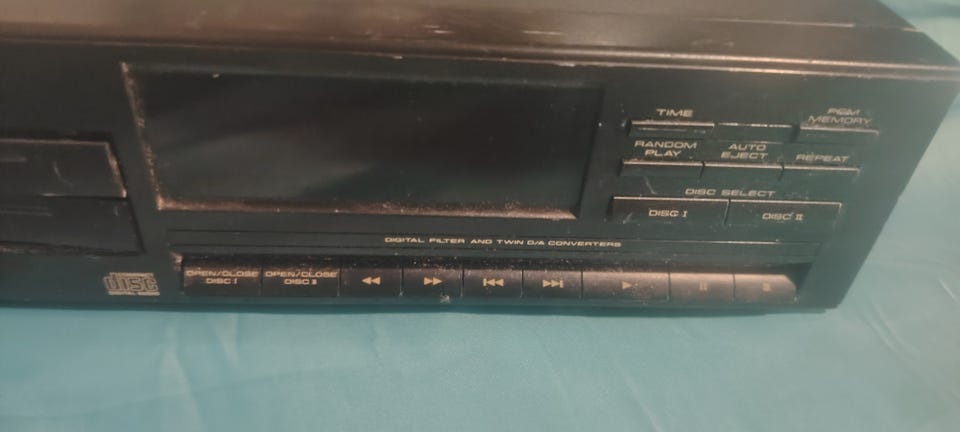 TIME
PGM
MEMORY
RANDOM
PLAY
AUTO
EJECT
REPEAT
DISC SELECT
DISC I
DISC II
DIGITAL FILTER AND TWIN D/A CONVERTERS
OPEN/CLOSE
DISC I
OPEN/CLOSE
DISC II
DISC